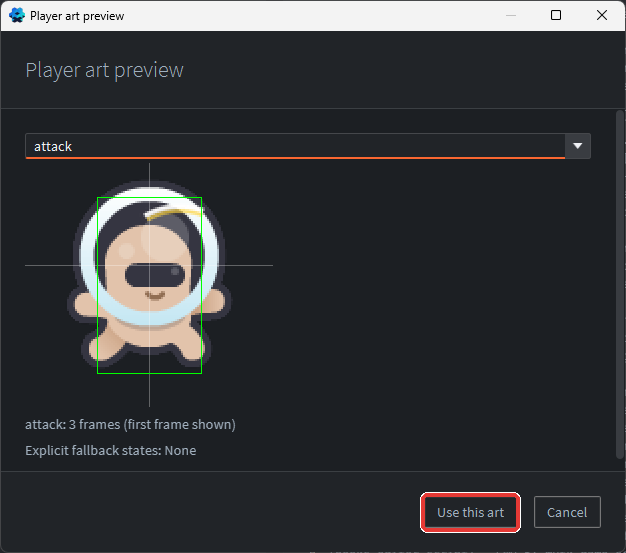 Player art preview
Player art preview
attack
attack: 3 frames (first frame shown)
Explicit fallback states: None
Use this art
Cancel